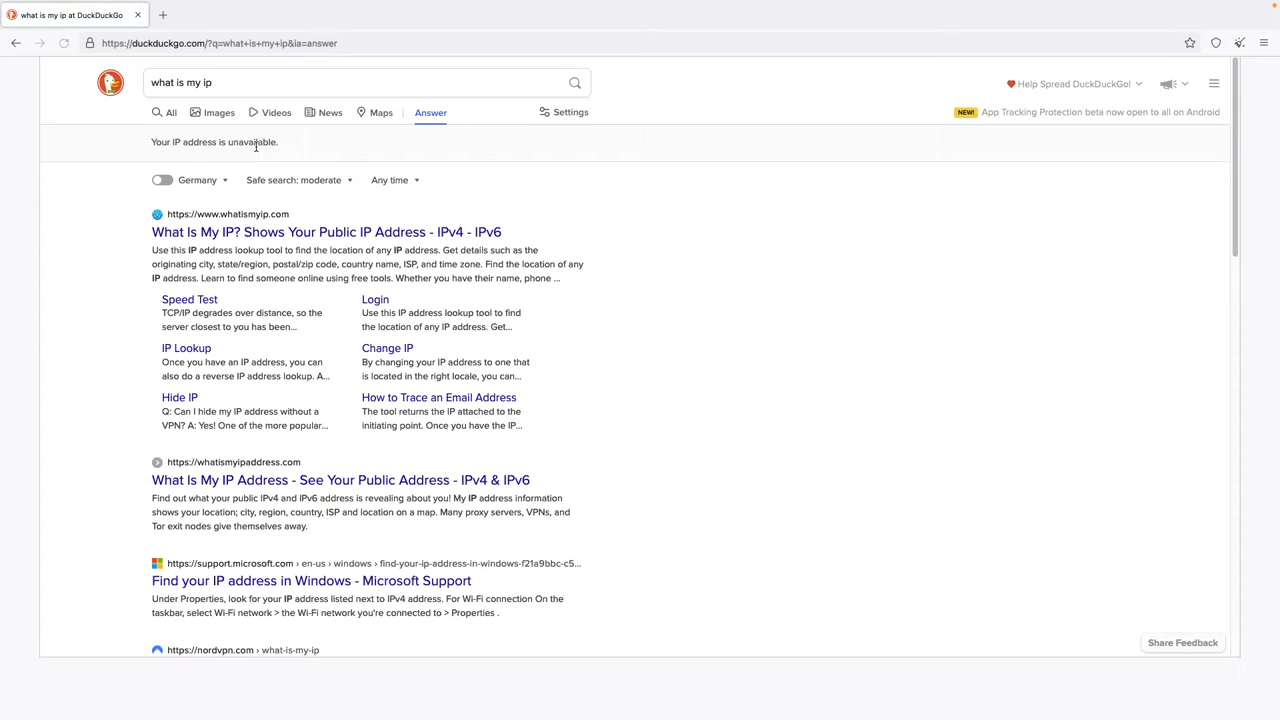 what is my ip at DuckDuckGo
https://duckduckgo.com/?q=what+is+my+ip&ia=answer
what is my ip
Help Spread DuckDuckGo!
All Images Videos News Maps Answer Settings
NEW! App Tracking Protection beta now open to all on Android
Your IP address is unavailable.
Germany Safe search: moderate Any time
https://www.whatismyip.com
What Is My IP? Shows Your Public IP Address - IPv4 - IPv6
Use this IP address lookup tool to find the location of any IP address. Get details such as the
originating city, state/region, postal/zip code, country name, ISP, and time zone. Find the location of any
IP address. Learn to find someone online using free tools. Whether you have their name, phone ...
Speed Test
TCP/IP degrades over distance, so the
server closest to you has been...
Login
Use this IP address lookup tool to find
the location of any IP address. Get...
IP Lookup
Once you have an IP address, you can
also do a reverse IP address lookup. A...
Change IP
By changing your IP address to one that
is located in the right locale, you can...
Hide IP
Q: Can I hide my IP address without a
VPN? A: Yes! One of the more popular...
How to Trace an Email Address
The tool returns the IP attached to the
initiating point. Once you have the IP...
https://whatismyipaddress.com
What Is My IP Address - See Your Public Address - IPv4 & IPv6
Find out what your public IPv4 and IPv6 address is revealing about you! My IP address information
shows your location; city, region, country, ISP and location on a map. Many proxy servers, VPNs, and
Tor exit nodes give themselves away.
https://support.microsoft.com › en-us › windows › find-your-ip-address-in-windows-f21a9bbc-c5...
Find your IP address in Windows - Microsoft Support
Under Properties, look for your IP address listed next to IPv4 address. For Wi-Fi connection On the
taskbar, select Wi-Fi network > the Wi-Fi network you're connected to > Properties .
https://nordvpn.com › what-is-my-ip
Share Feedback